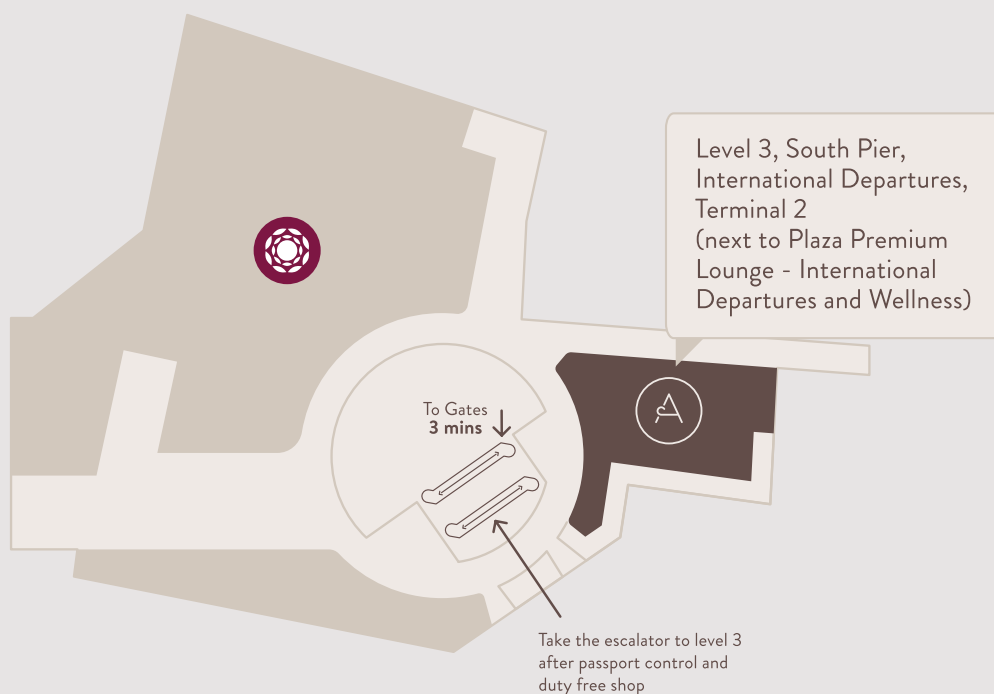 Level 3, South Pier,
International Departures,
Terminal 2
(next to Plaza Premium
Lounge - International
Departures and Wellness)
To Gates
3 mins
Take the escalator to level 3
after passport control and
duty free shop